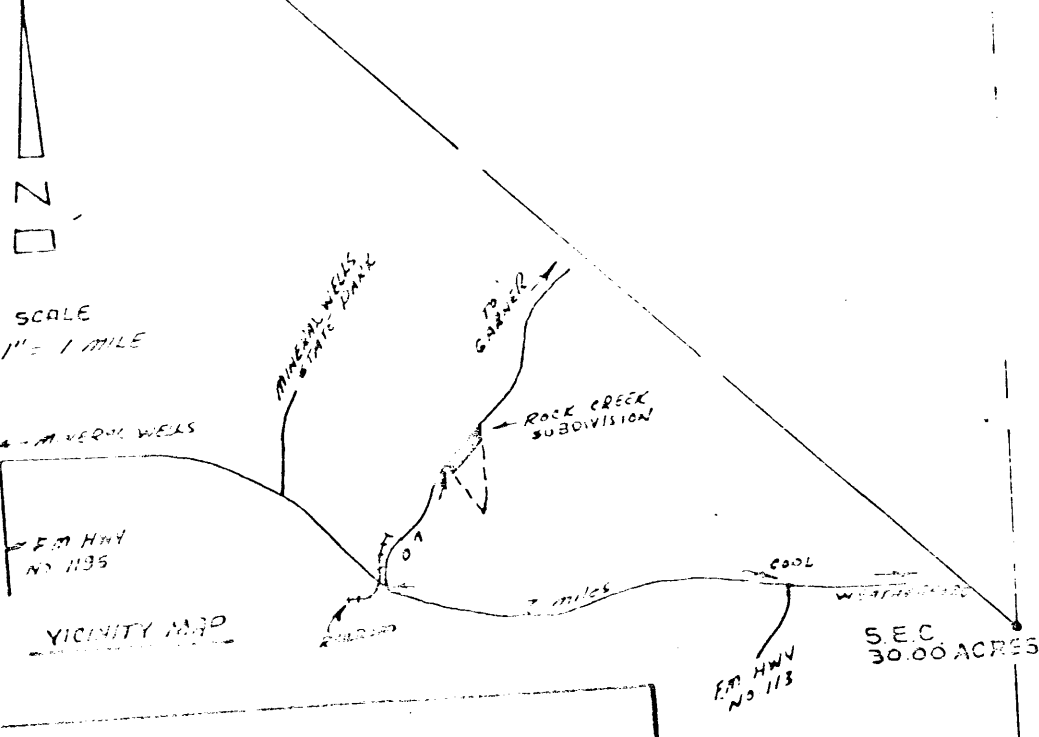 N
SCALE
1" = 1 MILE
MINERAL WELLS
STATE PARK
TO
GARNER
ROCK CREEK
SUBDIVISION
MINERAL WELLS
F.M. HWY
NO 1195
VICINITY MAP
RAILROAD
7 miles
COOL
WEATHERFORD
F.M. HWY
NO 113
S.E.C.
30.00 ACRES